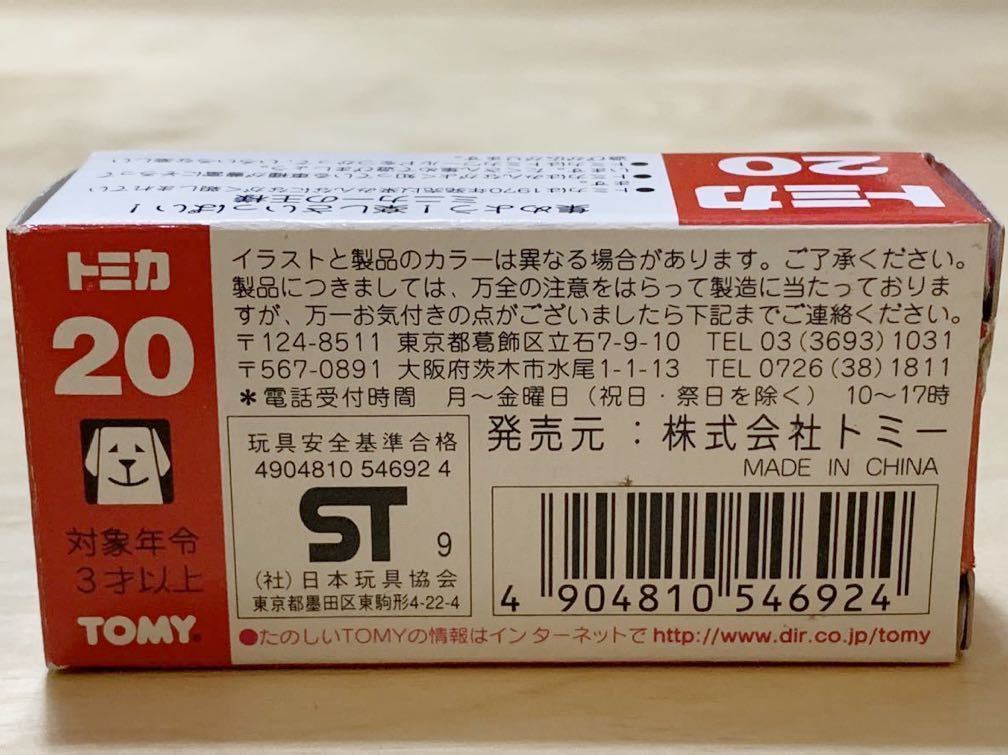 トミカ
20
集めよう！楽しさいっぱい！
ミニカーの王様
トミカ
20
対象年令
3才以上
TOMY
イラストと製品のカラーは異なる場合があります。ご了承ください。
製品につきましては、万全の注意をはらって製造に当たっておりま
すが、万一お気付きの点がございましたら下記までご連絡ください。
〒124-8511 東京都葛飾区立石7-9-10 TEL 03(3693)1031
〒567-0891 大阪府茨木市水尾1-1-13 TEL 0726(38)1811
＊電話受付時間 月～金曜日（祝日・祭日を除く） 10～17時
玩具安全基準合格
4904810 54692 4
ST 9
(社)日本玩具協会
東京都墨田区東駒形4-22-4
発売元：株式会社トミー
MADE IN CHINA
4 904810 546924
●たのしいTOMYの情報はインターネットで http://www.dir.co.jp/tomy